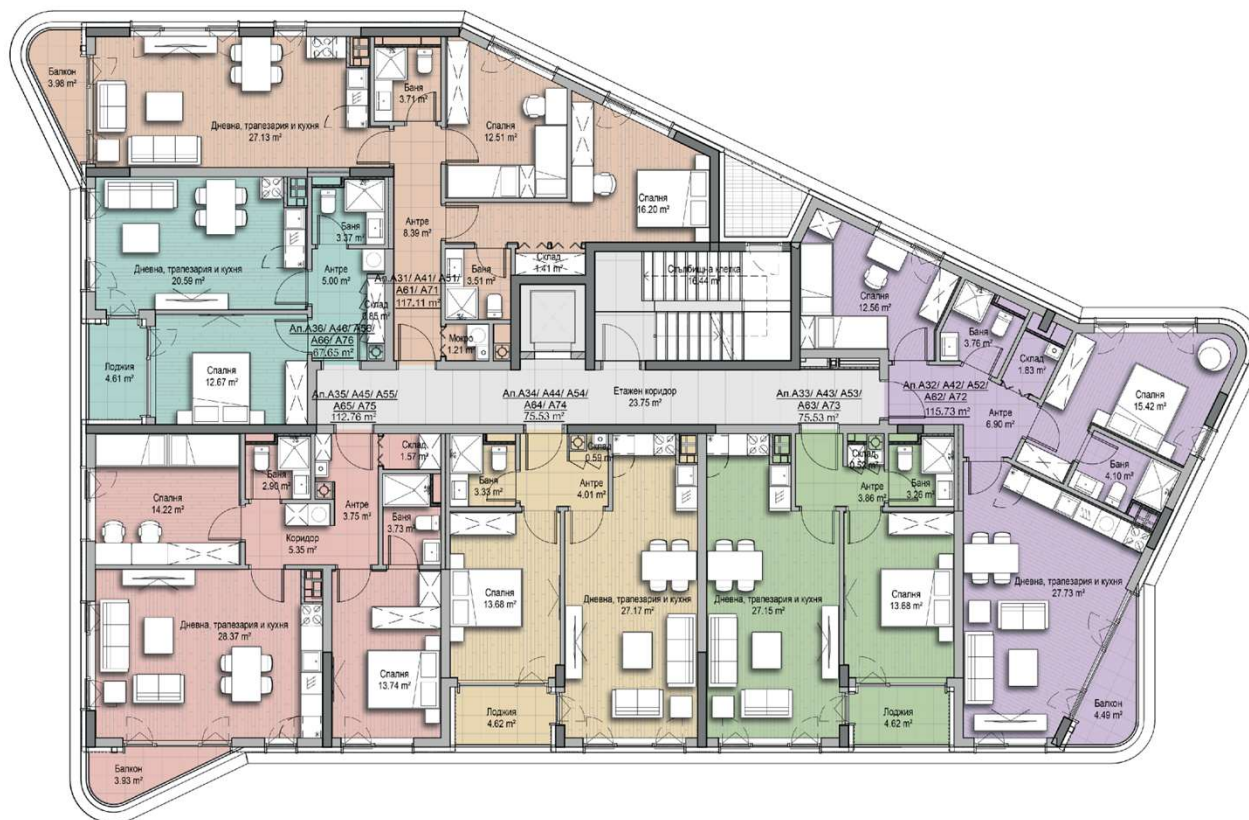 Балкон
3.98 m²
Дневна, трапезария и кухня
27.13 m²
Баня
3.71 m²
Спалня
12.51 m²
Спалня
16.20 m²
Антре
8.39 m²
Баня
3.51 m²
Склад
1.41 m²
Мокро
1.21 m²
Ап.А31/ А41/ А51/
А61/ А71
117.11 m²
Дневна, трапезария и кухня
20.59 m²
Баня
3.37 m²
Антре
5.00 m²
Склад
Лоджия
4.61 m²
12.67 m²
Ап.А36/ А46/ А56/
А66/ А76
67.65 m²
Стълбищна клетка
16.44 m²
Етажен коридор
23.75 m²
Спалня
12.56 m²
Баня
3.76 m²
Склад
1.83 m²
Спалня
15.42 m²
Ап.А32/ А42/ А52/
А62/ А72
115.73 m²
Антре
6.90 m²
Баня
4.10 m²
Дневна, трапезария и кухня
27.73 m²
Балкон
4.49 m²
Ап.А35/ А45/ А55/
А65/ А75
112.76 m²
Склад
1.57 m²
Баня
Спалня
14.22 m²
Антре
3.75 m²
Баня
3.73 m²
Коридор
5.35 m²
Дневна, трапезария и кухня
28.37 m²
Спалня
13.74 m²
Балкон
3.93 m²
Ап.А34/ А44/ А54/
А64/ А74
75.53 m²
Склад
0.59 m²
Баня
3.33 m²
Антре
4.01 m²
Спалня
13.68 m²
Дневна, трапезария и кухня
27.17 m²
Лоджия
4.62 m²
Ап.А33/ А43/ А53/
А63/ А73
75.53 m²
Склад
0.52 m²
Антре
3.86 m²
Баня
3.26 m²
Дневна, трапезария и кухня
27.15 m²
Спалня
13.68 m²
Лоджия
4.62 m²